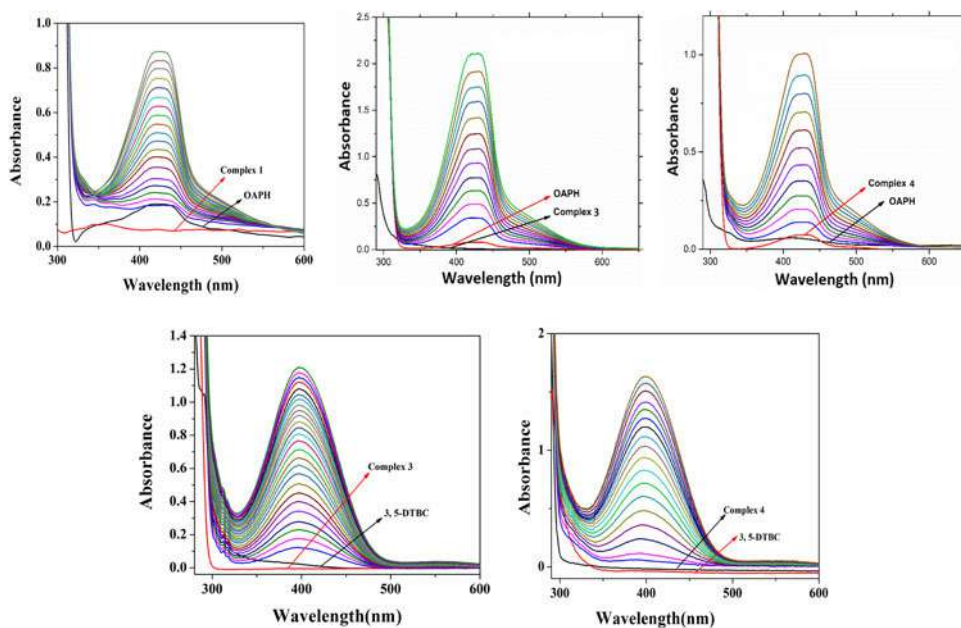 Absorbance
1.0
0.8
0.6
0.4
0.2
0.0
300 350 400 450 500 550 600
Wavelength (nm)
Complex 1
OAPH
Absorbance
2.5
2.0
1.5
1.0
0.5
0.0
300 400 500 600
Wavelength (nm)
OAPH
Complex 3
Absorbance
1.0
0.5
0.0
300 400 500 600
Wavelength (nm)
Complex 4
OAPH
Absorbance
1.4
1.2
1.0
0.8
0.6
0.4
0.2
0.0
300 400 500 600
Wavelength(nm)
Complex 3
3, 5-DTBC
Absorbance
2
1
0
300 400 500 600
Wavelength(nm)
Complex 4
3, 5-DTBC